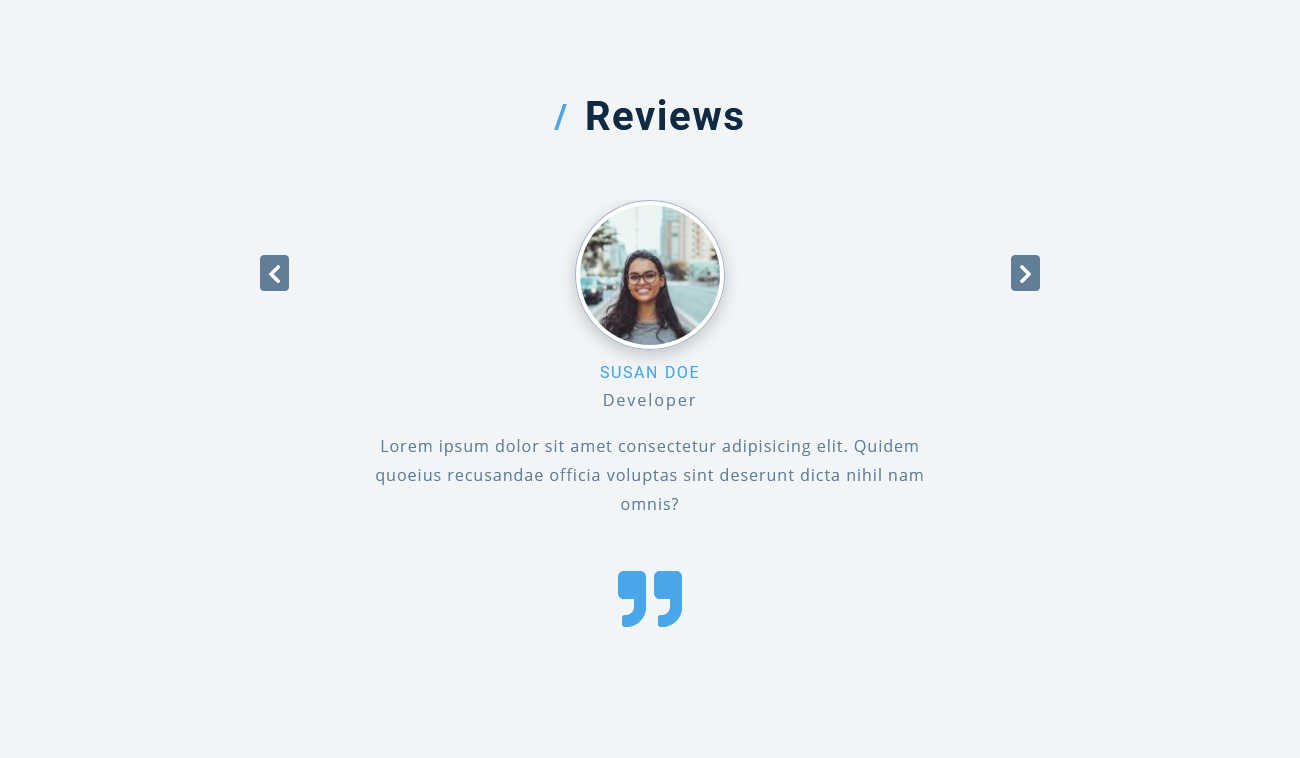 / Reviews
SUSAN DOE
Developer
Lorem ipsum dolor sit amet consectetur adipisicing elit. Quidem
quoeius recusandae officia voluptas sint deserunt dicta nihil nam
omnis?